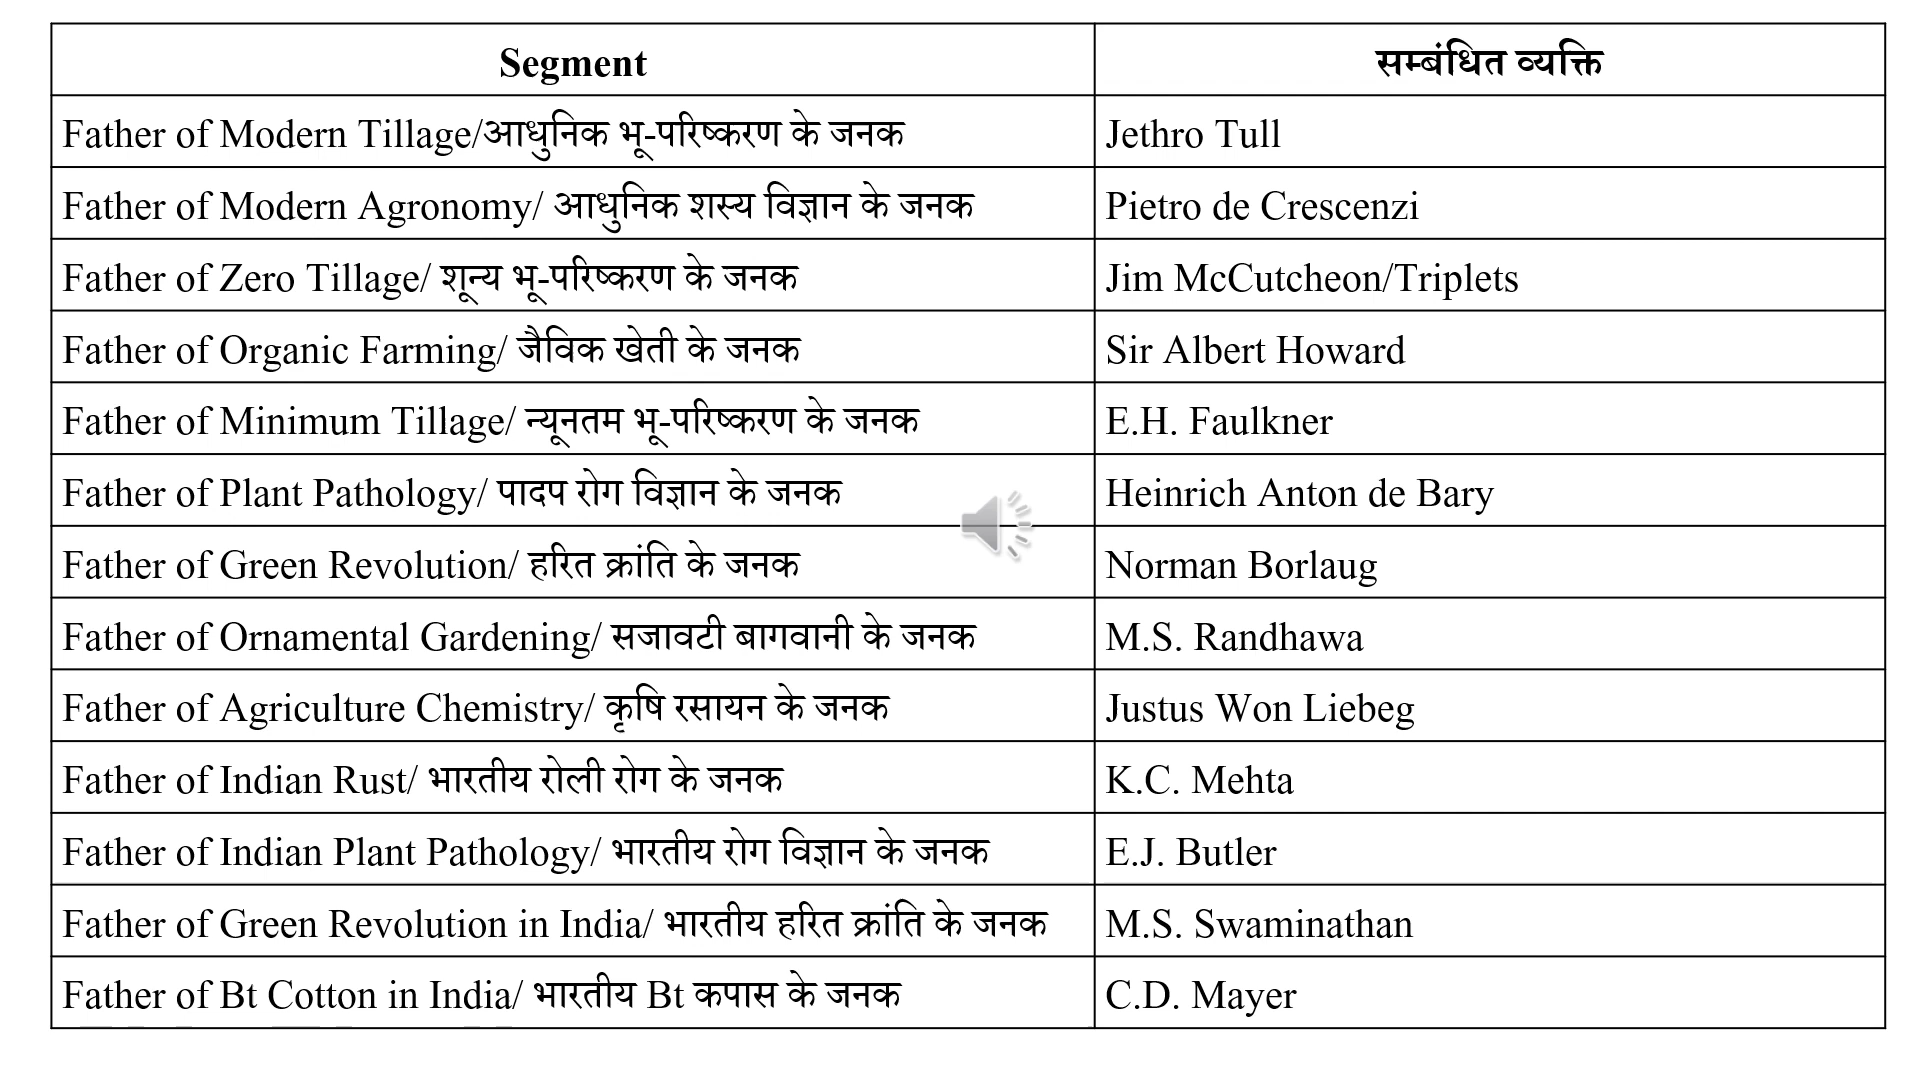 Segment सम्बंधित व्यक्ति
Father of Modern Tillage/आधुनिक भू-परिष्करण के जनक Jethro Tull
Father of Modern Agronomy/ आधुनिक शस्य विज्ञान के जनक Pietro de Crescenzi
Father of Zero Tillage/ शून्य भू-परिष्करण के जनक Jim McCutcheon/Triplets
Father of Organic Farming/ जैविक खेती के जनक Sir Albert Howard
Father of Minimum Tillage/ न्यूनतम भू-परिष्करण के जनक E.H. Faulkner
Father of Plant Pathology/ पादप रोग विज्ञान के जनक Heinrich Anton de Bary
Father of Green Revolution/ हरित क्रांति के जनक Norman Borlaug
Father of Ornamental Gardening/ सजावटी बागवानी के जनक M.S. Randhawa
Father of Agriculture Chemistry/ कृषि रसायन के जनक Justus Won Liebeg
Father of Indian Rust/ भारतीय रोली रोग के जनक K.C. Mehta
Father of Indian Plant Pathology/ भारतीय रोग विज्ञान के जनक E.J. Butler
Father of Green Revolution in India/ भारतीय हरित क्रांति के जनक M.S. Swaminathan
Father of Bt Cotton in India/ भारतीय Bt कपास के जनक C.D. Mayer